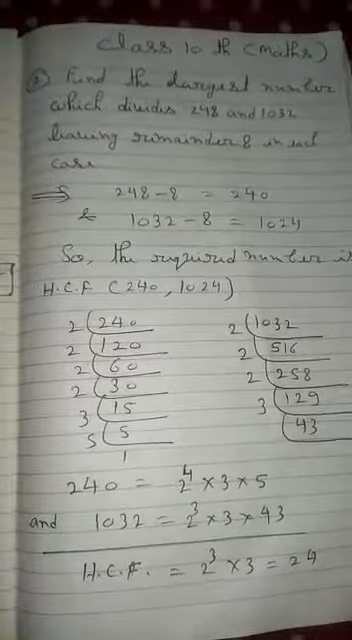 Class 10 th (Maths)
Find the largest number
which divides 248 and 1032
leaving remainder 8 in each
case
⇒ 248 - 8 = 240
& 1032 - 8 = 1024
So, the required number is
H.C.F (240, 1024)
2 240 2 1032
2 120 2 516
2 60 2 258
2 30 3 129
3 15 43
5 5
1
240 = 2⁴ × 3 × 5
and 1032 = 2³ × 3 × 43
H.C.F. = 2³ × 3 = 24